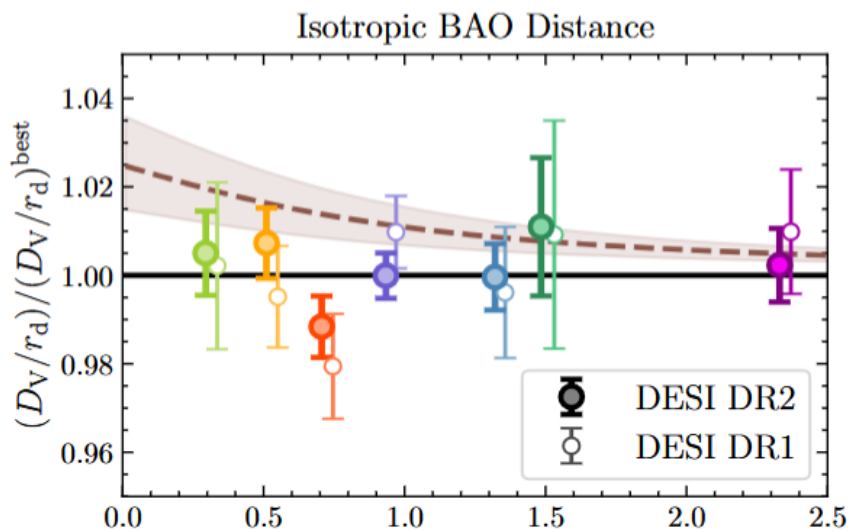 Isotropic BAO Distance
(D_V/r_d)/(D_V/r_d)^best
1.04
1.02
1.00
0.98
0.96
DESI DR2
DESI DR1
0.0 0.5 1.0 1.5 2.0 2.5